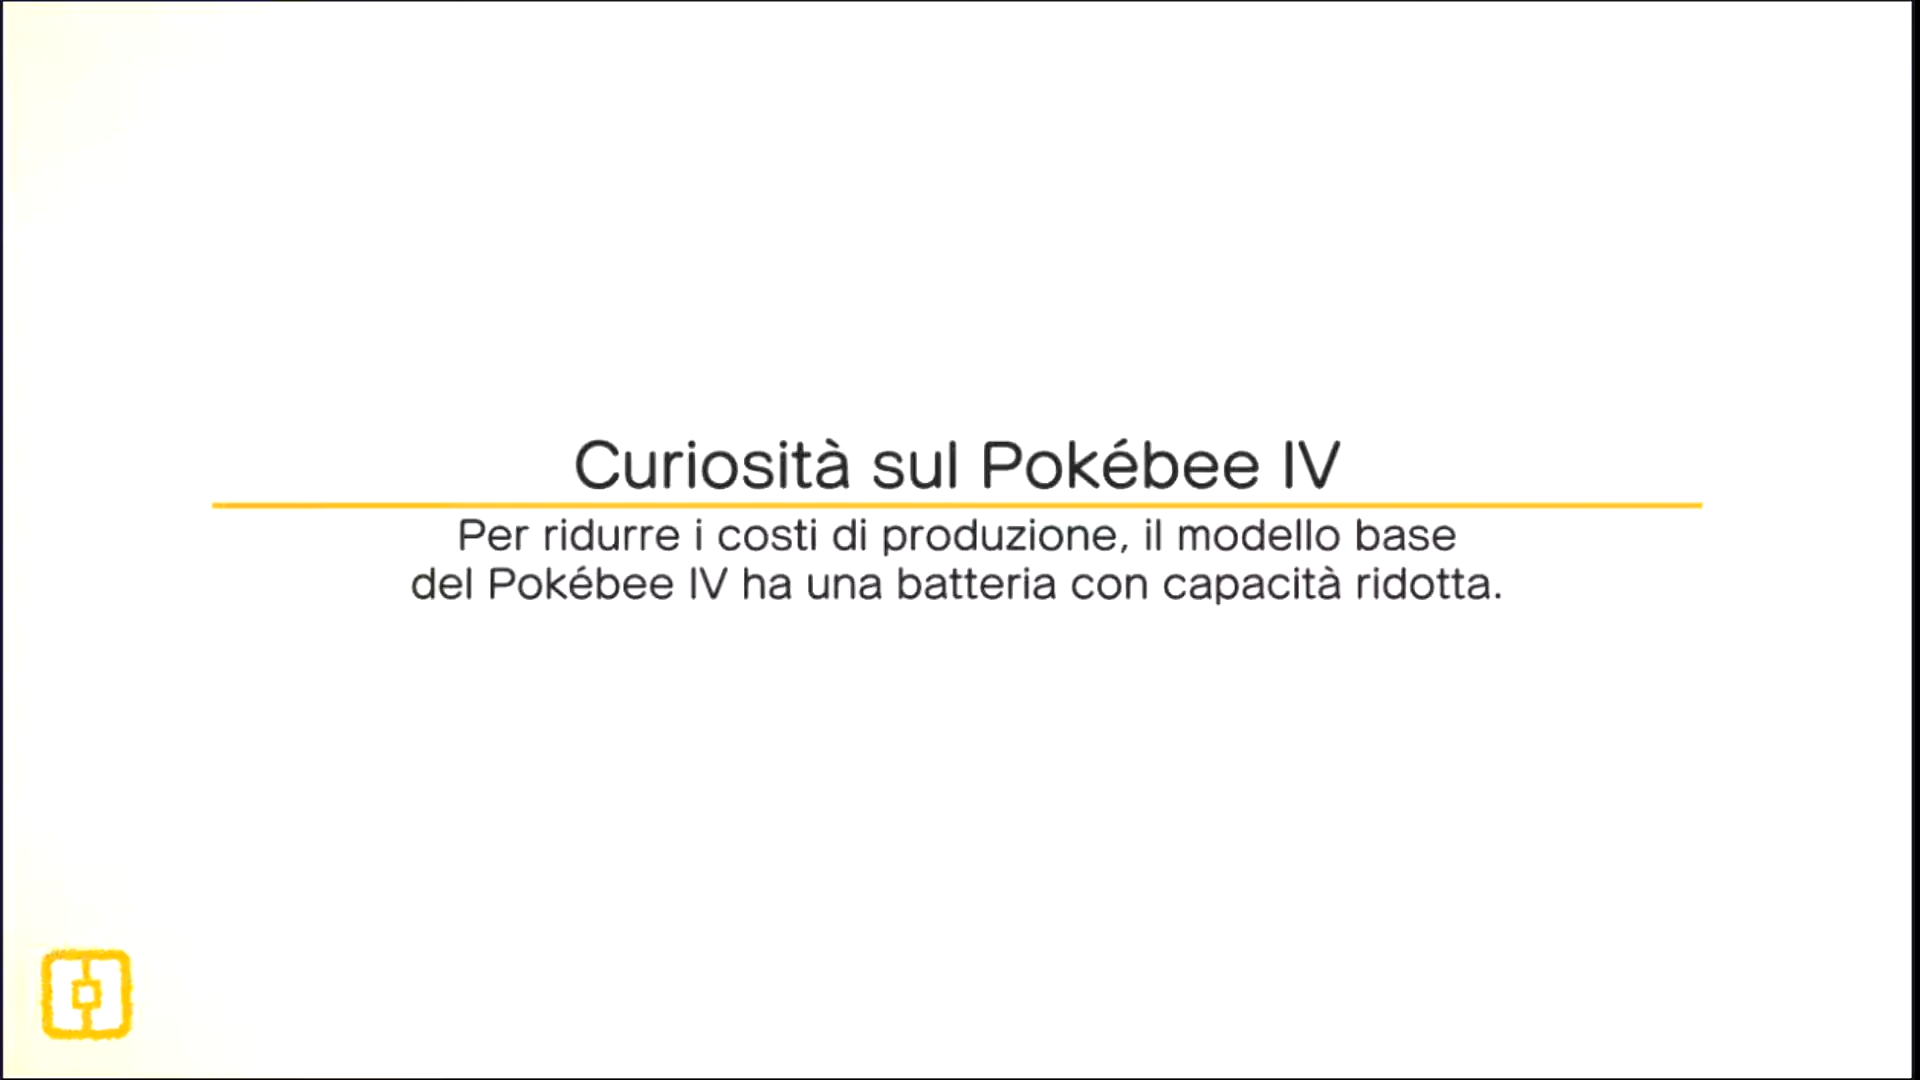 Curiosità sul Pokébee IV
Per ridurre i costi di produzione, il modello base
del Pokébee IV ha una batteria con capacità ridotta.